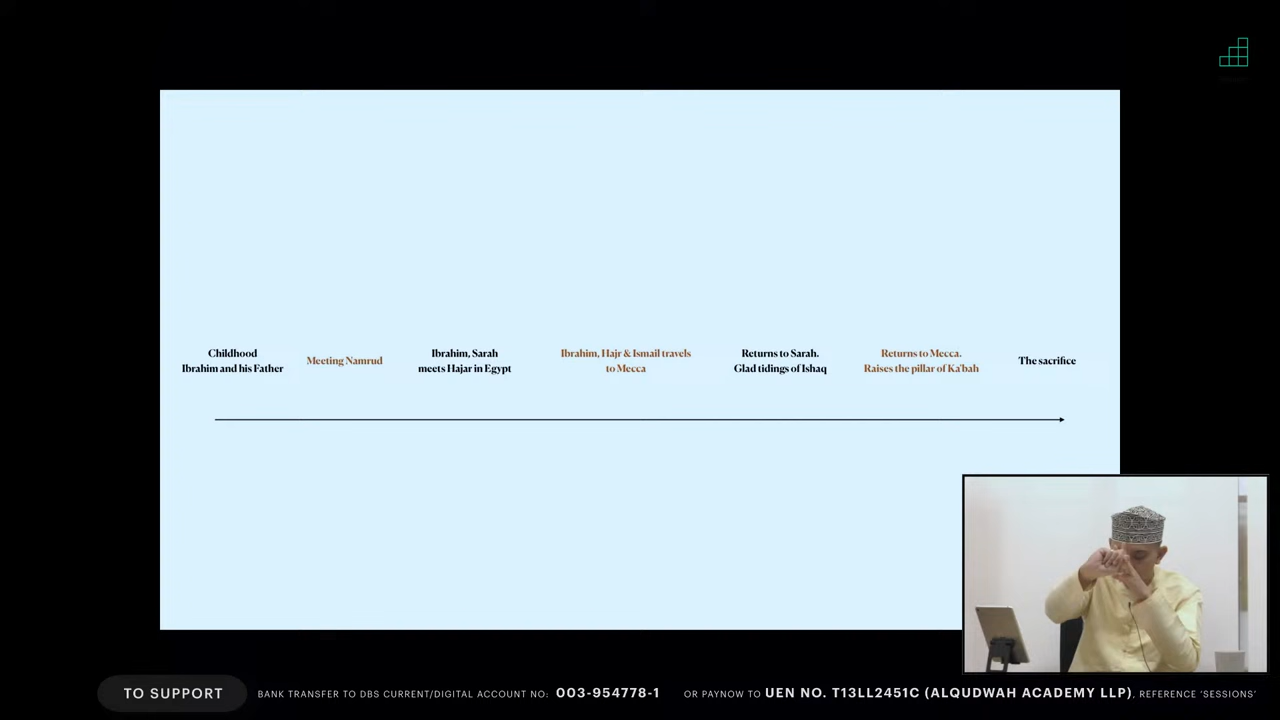 Childhood
Ibrahim and his Father
Meeting Namrud
Ibrahim, Sarah
meets Hajar in Egypt
Ibrahim, Hajr & Ismail travels
to Mecca
Returns to Sarah.
Glad tidings of Ishaq
Returns to Mecca.
Raises the pillar of Ka'bah
The sacrifice
TO SUPPORT
BANK TRANSFER TO DBS CURRENT/DIGITAL ACCOUNT NO: 003-954778-1 OR PAYNOW TO UEN NO. T13LL2451C (ALQUDWAH ACADEMY LLP), REFERENCE ‘SESSIONS’